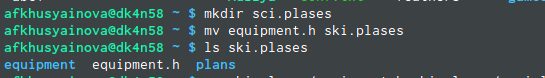 afkhusyainova@dk4n58 ~ $ mkdir sci.plases
afkhusyainova@dk4n58 ~ $ mv equipment.h ski.plases
afkhusyainova@dk4n58 ~ $ ls ski.plases
equipment equipment.h plans